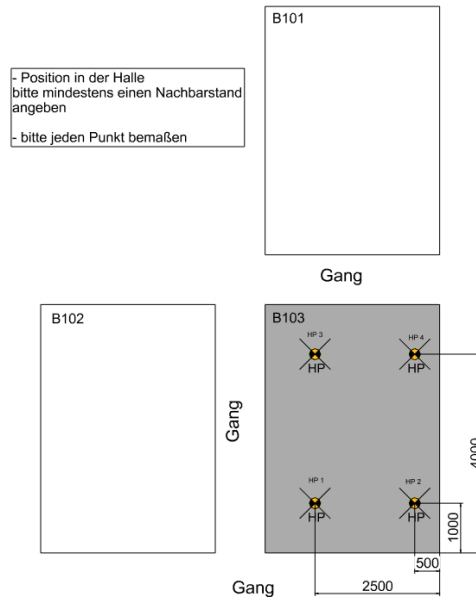 B101
- Position in der Halle
bitte mindestens einen Nachbarstand
angeben
- bitte jeden Punkt bemaßen
Gang
B102
B103
HP 3
HP 4
HP
HP
Gang
4000
HP 1
HP 2
HP
HP
1000
500
2500
Gang